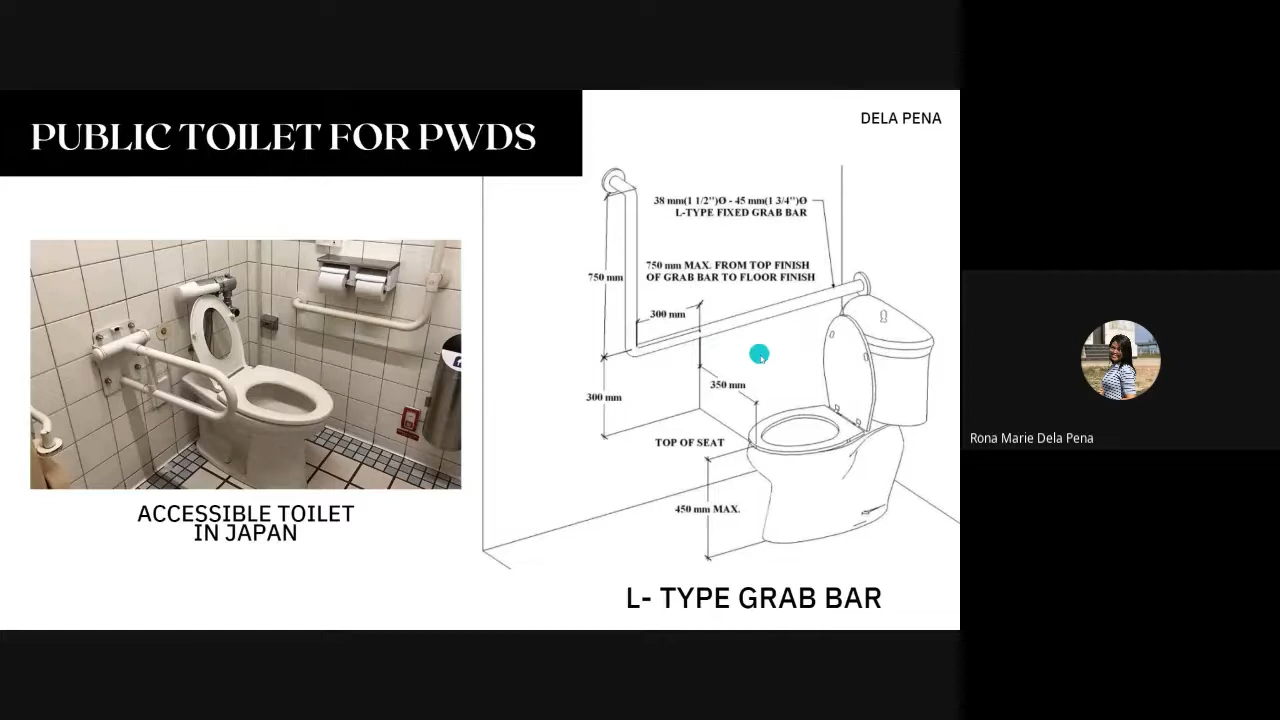 PUBLIC TOILET FOR PWDS
DELA PENA
38 mm(1 1/2")Ø - 45 mm(1 3/4")Ø
L-TYPE FIXED GRAB BAR
750 mm MAX. FROM TOP FINISH
OF GRAB BAR TO FLOOR FINISH
750 mm
300 mm
350 mm
300 mm
TOP OF SEAT
450 mm MAX.
ACCESSIBLE TOILET
IN JAPAN
L- TYPE GRAB BAR
Rona Marie Dela Pena